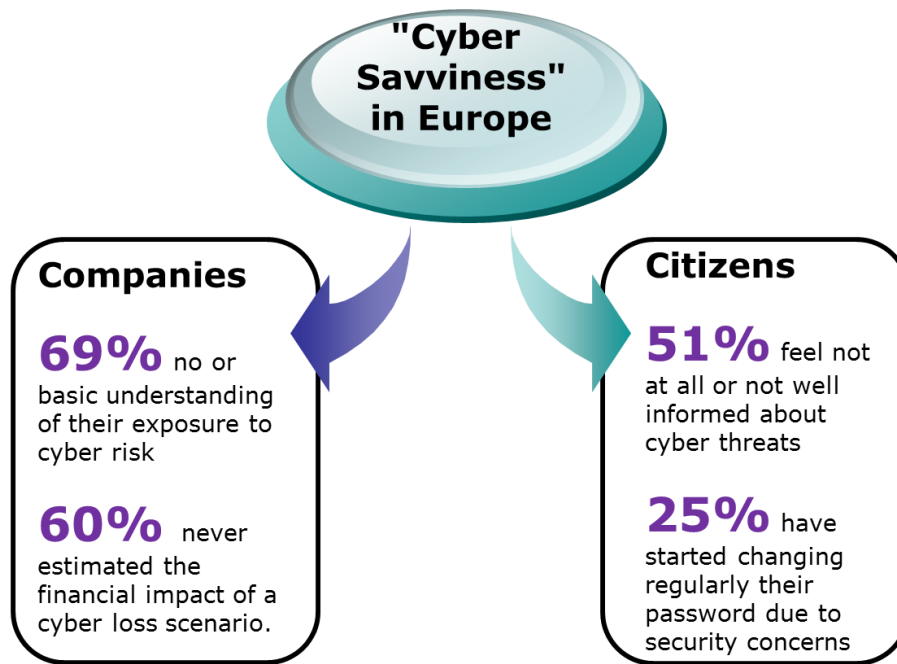 "Cyber
Savviness"
in Europe
Companies
69% no or
basic understanding
of their exposure to
cyber risk
60% never
estimated the
financial impact of a
cyber loss scenario.
Citizens
51% feel not
at all or not well
informed about
cyber threats
25% have
started changing
regularly their
password due to
security concerns